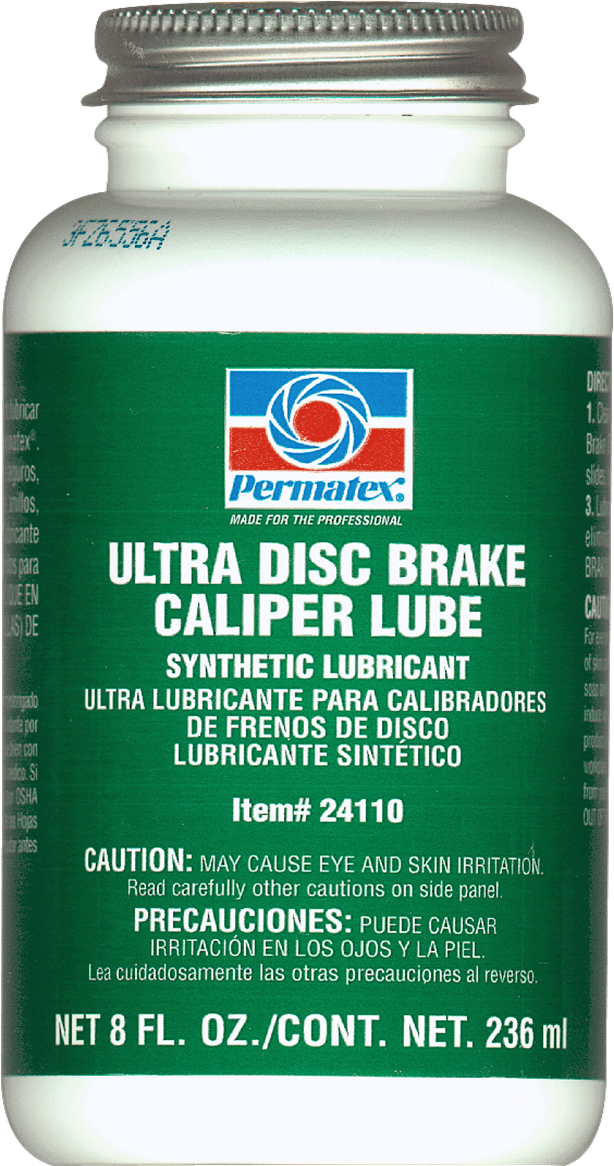 3FZ6556A
Permatex®
MADE FOR THE PROFESSIONAL
ULTRA DISC BRAKE
CALIPER LUBE
SYNTHETIC LUBRICANT
ULTRA LUBRICANTE PARA CALIBRADORES
DE FRENOS DE DISCO
LUBRICANTE SINTÉTICO
Item# 24110
CAUTION: MAY CAUSE EYE AND SKIN IRRITATION.
Read carefully other cautions on side panel.
PRECAUCIONES: PUEDE CAUSAR
IRRITACIÓN EN LOS OJOS Y LA PIEL.
Lea cuidadosamente las otras precauciones al reverso.
NET 8 FL. OZ./CONT. NET. 236 ml